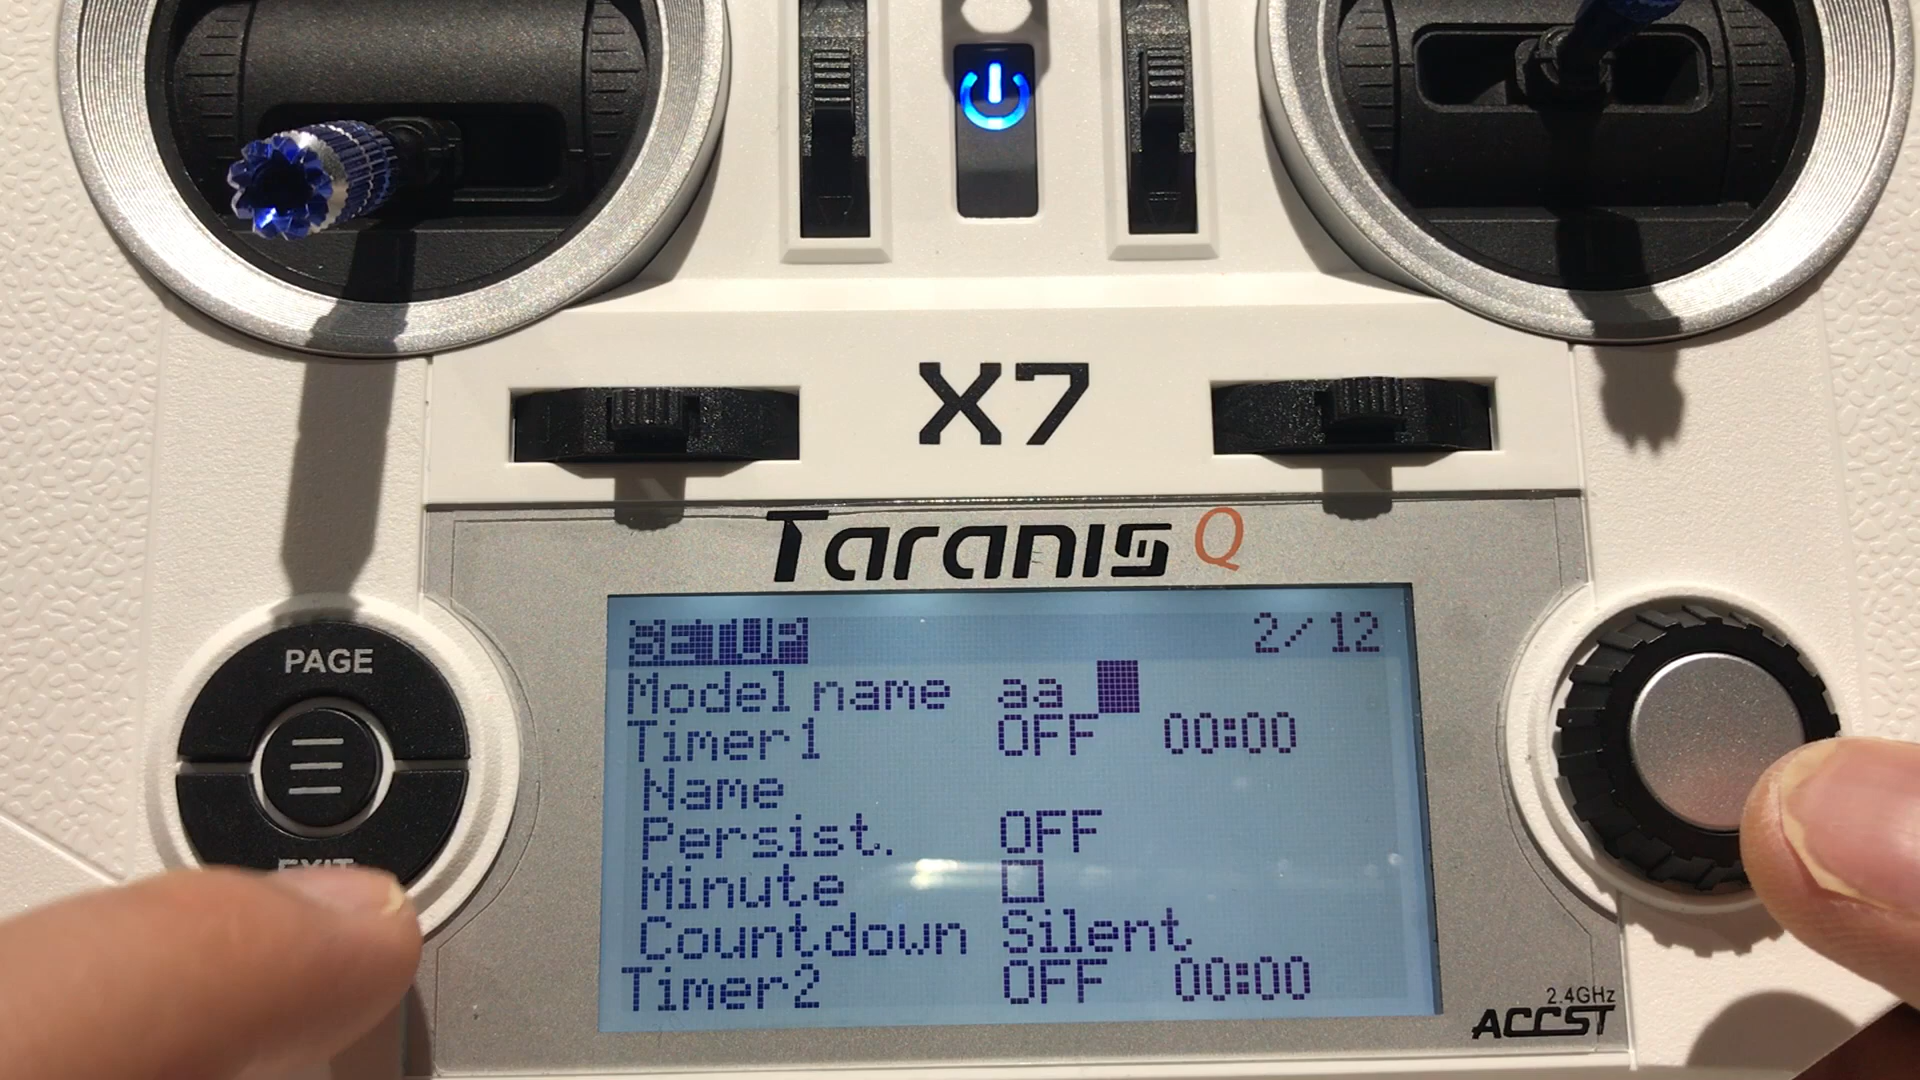 X7
Taranis Q
PAGE
EXIT
SETUP 2/12
Model name aa
Timer1 OFF 00:00
Name
Persist. OFF
Minute
Countdown Silent
Timer2 OFF 00:00
2.4GHz
ACCST